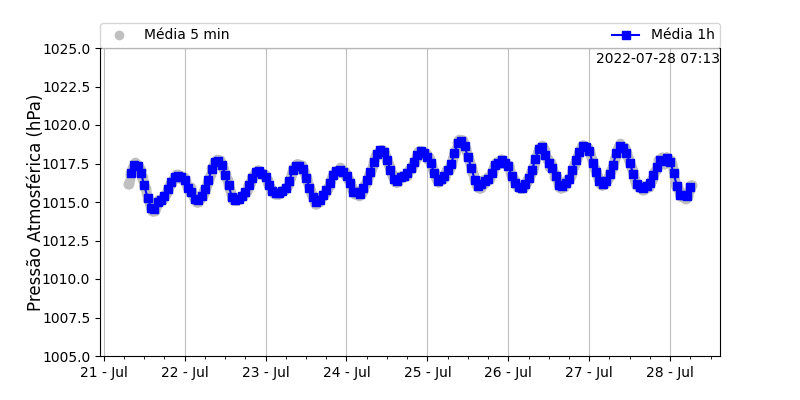 Média 5 min
Média 1h
2022-07-28 07:13
Pressão Atmosférica (hPa)
1025.0
1022.5
1020.0
1017.5
1015.0
1012.5
1010.0
1007.5
1005.0
21 - Jul
22 - Jul
23 - Jul
24 - Jul
25 - Jul
26 - Jul
27 - Jul
28 - Jul